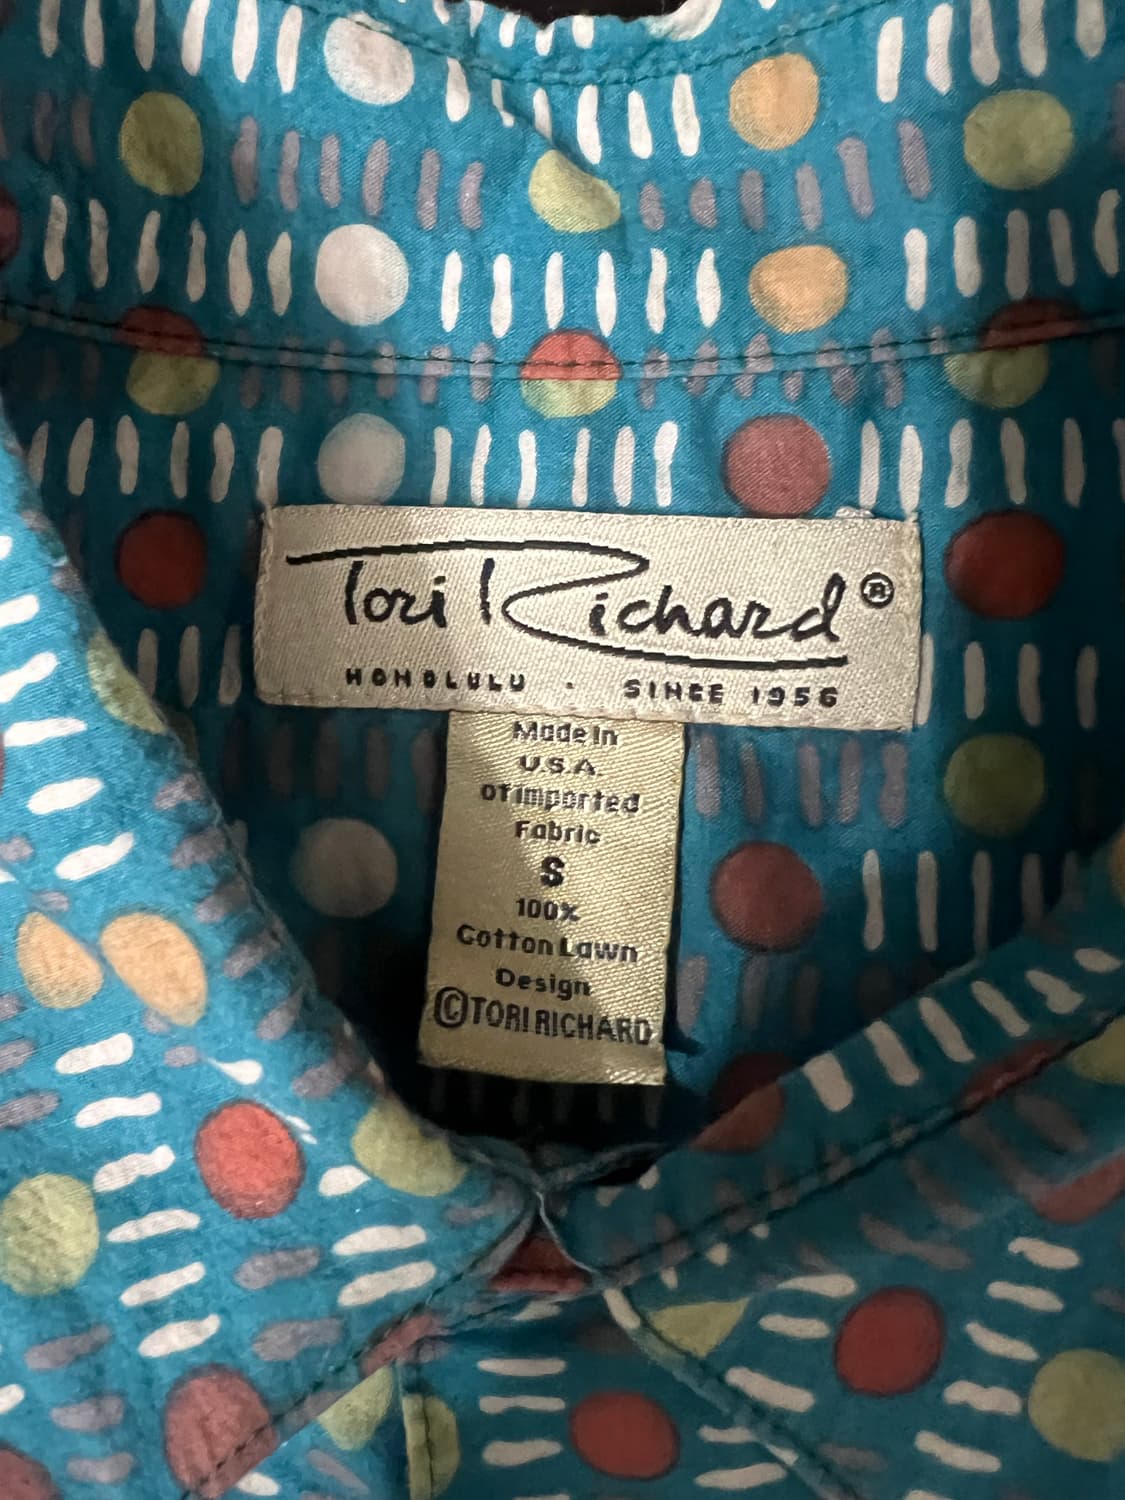 Tori Richard®
HONOLULU · SINCE 1956
Made In
U.S.A.
of imported
Fabric
S
100%
Cotton Lawn
Design
©TORI RICHARD